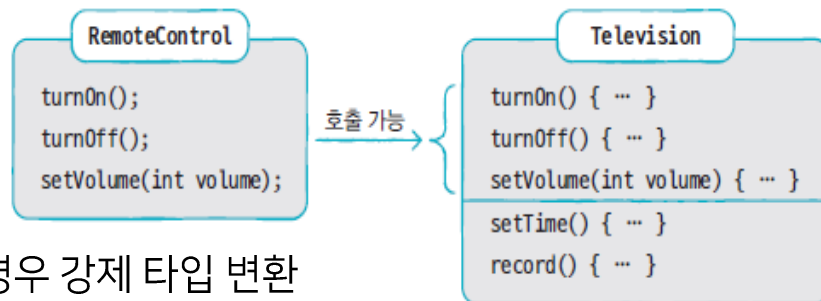 RemoteControl
turnOn();
turnOff();
setVolume(int volume);
호출 가능
Television
turnOn() { ⋯ }
turnOff() { ⋯ }
setVolume(int volume) { ⋯ }
setTime() { ⋯ }
record() { ⋯ }
경우 강제 타입 변환